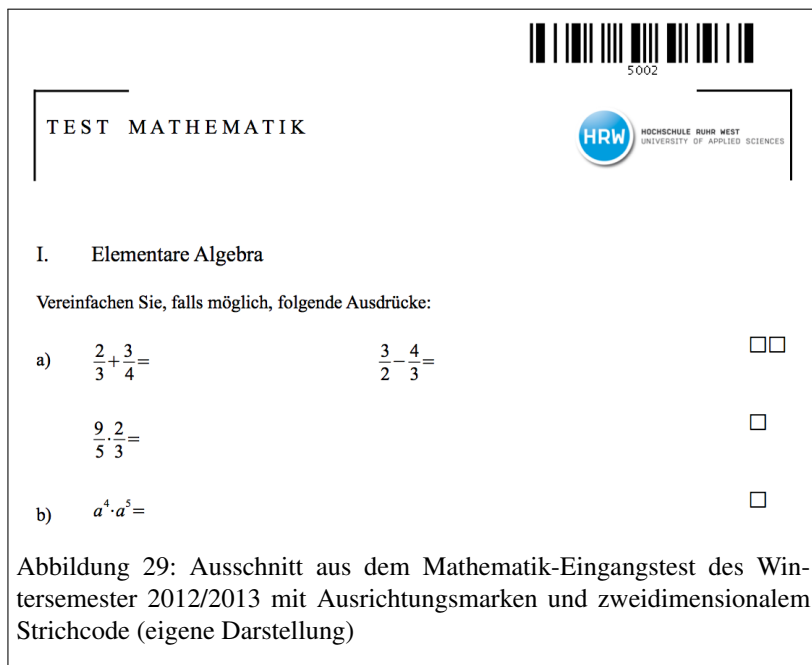 5002
TEST MATHEMATIK
HRW HOCHSCHULE RUHR WEST
UNIVERSITY OF APPLIED SCIENCES
I. Elementare Algebra
Vereinfachen Sie, falls möglich, folgende Ausdrücke:
a) 2/3+3/4= 3/2−4/3= □□
9/5·2/3= □
b) a⁴·a⁵= □
Abbildung 29: Ausschnitt aus dem Mathematik-Eingangstest des Win-
tersemester 2012/2013 mit Ausrichtungsmarken und zweidimensionalem
Strichcode (eigene Darstellung)